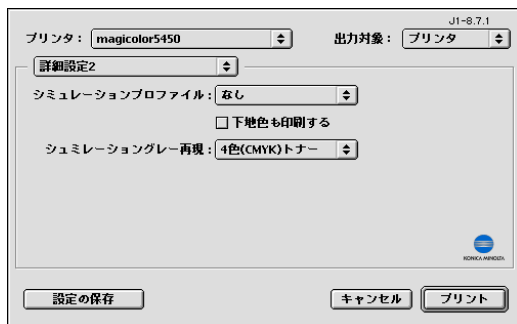 J1-8.7.1
プリンタ： magicolor5450 出力対象： プリンタ
詳細設定2
シミュレーションプロファイル： なし
下地色も印刷する
シュミレーショングレー再現： 4色(CMYK)トナー
KONICA MINOLTA
設定の保存 キャンセル プリント